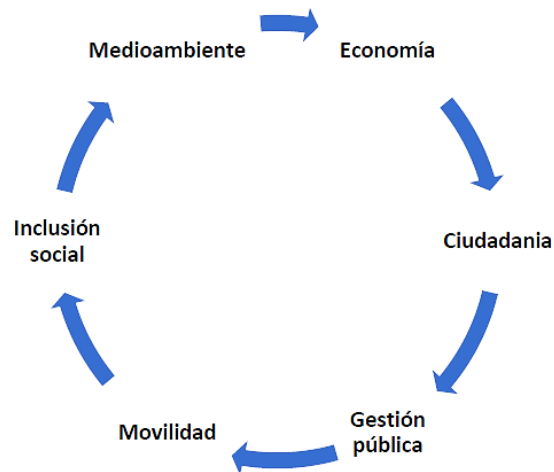 Medioambiente
Economía
Ciudadania
Gestión
pública
Movilidad
Inclusión
social